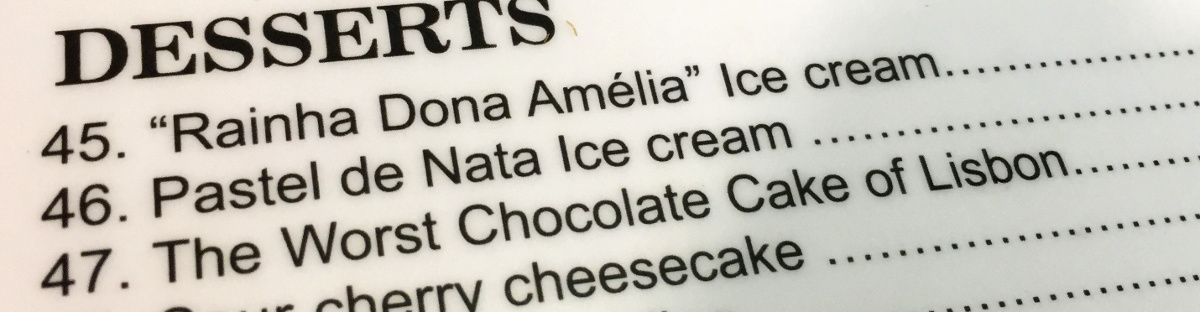 DESSERTS
45. “Rainha Dona Amélia” Ice cream..................
46. Pastel de Nata Ice cream ..........................
47. The Worst Chocolate Cake of Lisbon.........
cherry cheesecake ..........................